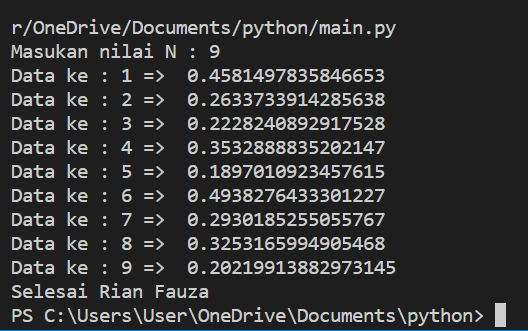 r/OneDrive/Documents/python/main.py
Masukan nilai N : 9
Data ke : 1 =>  0.4581497835846653
Data ke : 2 =>  0.2633733914285638
Data ke : 3 =>  0.2228240892917528
Data ke : 4 =>  0.3532888835202147
Data ke : 5 =>  0.1897010923457615
Data ke : 6 =>  0.4938276433301227
Data ke : 7 =>  0.2930185255055767
Data ke : 8 =>  0.3253165994905468
Data ke : 9 =>  0.20219913882973145
Selesai Rian Fauza
PS C:\Users\User\OneDrive\Documents\python>